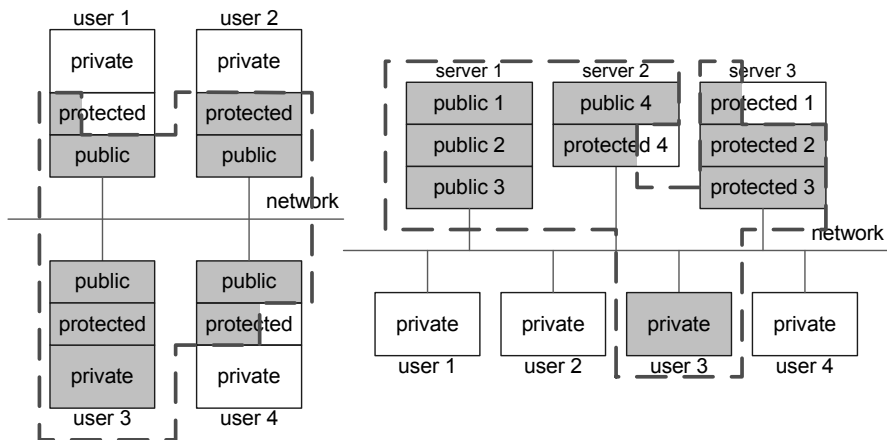 user 1
user 2
private
private
protected
protected
public
public
network
public
public
protected
protected
private
private
user 3
user 4
server 1
server 2
server 3
public 1
public 4
protected 1
public 2
protected 4
protected 2
public 3
protected 3
network
private
private
private
private
user 1
user 2
user 3
user 4